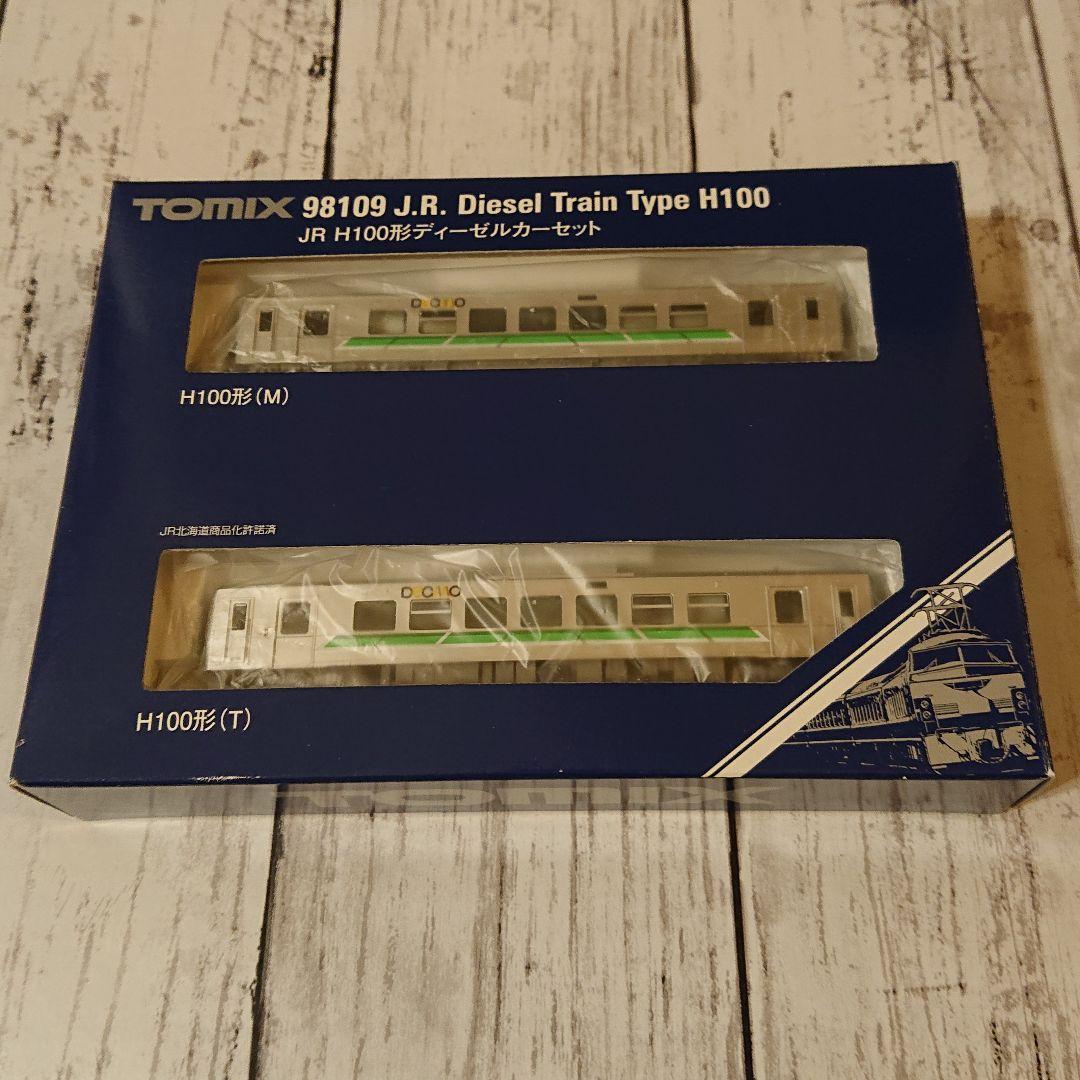 TOMIX 98109 J.R. Diesel Train Type H100
JR H100形ディーゼルカーセット
DECMO
H100形(M)
JR北海道商品化許諾済
DECMO
H100形(T)
TOMIX